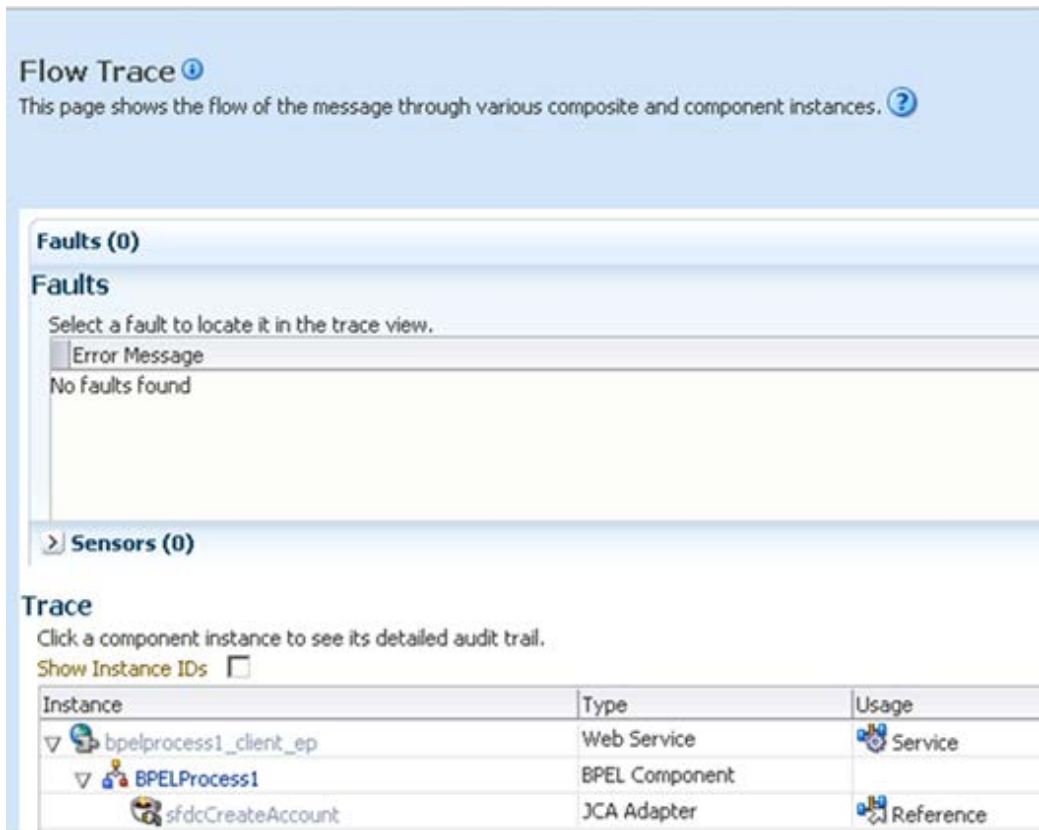 Flow Trace
This page shows the flow of the message through various composite and component instances.
Faults (0)
Faults
Select a fault to locate it in the trace view.
Error Message
No faults found
Sensors (0)
Trace
Click a component instance to see its detailed audit trail.
Show Instance IDs
Instance Type Usage
bpelprocess1_client_ep Web Service Service
BPELProcess1 BPEL Component
sfdcCreateAccount JCA Adapter Reference